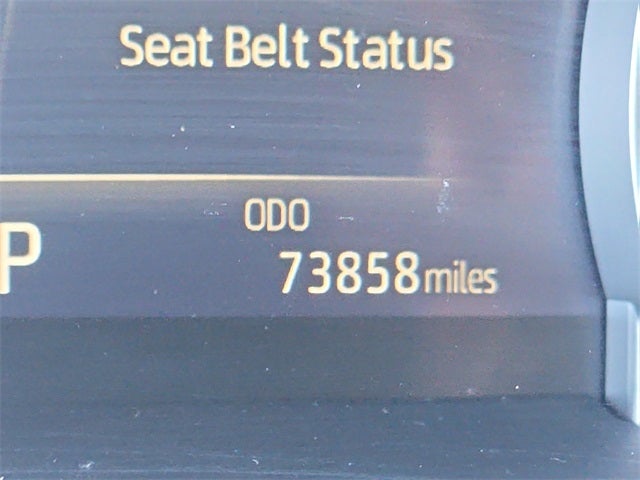 Seat Belt Status
ODO
P
73858 miles